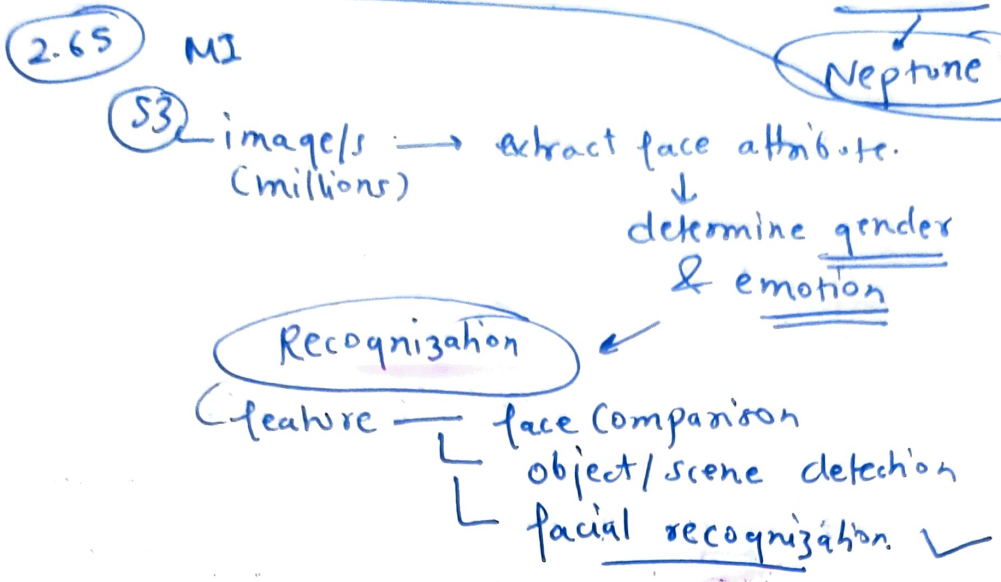 2.65 MI
Neptune
S3 image/s → extract face attribute.
(millions)
↓
determine gender
& emotion
Recognization
feature — face comparison
object/scene detection
facial recognization ✓